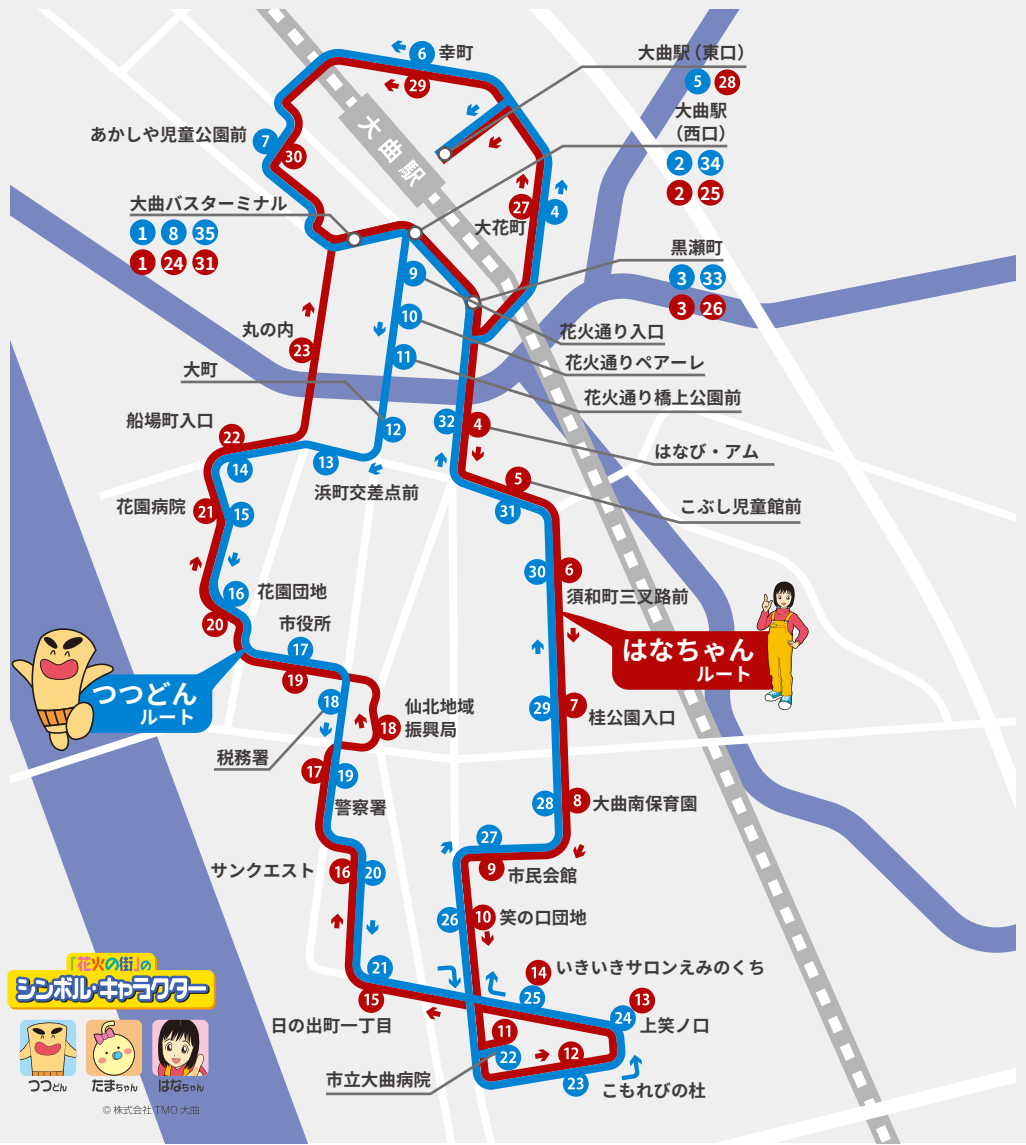 6 幸町
29
大曲駅（東口）
5 28
大曲駅
（西口）
2 34
2 25
大曲駅
あかしや児童公園前
7
30
大曲バスターミナル
1 8 35
1 24 31
27
4
大花町
黒瀬町
3 33
3 26
9
10
11
花火通り入口
花火通りペアーレ
花火通り橋上公園前
丸の内
23
大町
12
船場町入口
22
14
13
浜町交差点前
32
4
はなび・アム
5
こぶし児童館前
31
花園病院
21
15
16
花園団地
20
市役所
17
19
30
6
須和町三叉路前
はなちゃん
ルート
つつどん
ルート
18
仙北地域
振興局
18
税務署
29
7
桂公園入口
17
19
警察署
28
8
大曲南保育園
サンクエスト
16
20
27
9
市民会館
26
10
笑の口団地
21
15
日の出町一丁目
14
いきいきサロンえみのくち
25
13
24
上笑ノ口
11
22
12
23
市立大曲病院
こもれびの杜
「花火の街」の
シンボル・キャラクター
つつどん
たまちゃん
はなちゃん
© 株式会社 TMO 大曲